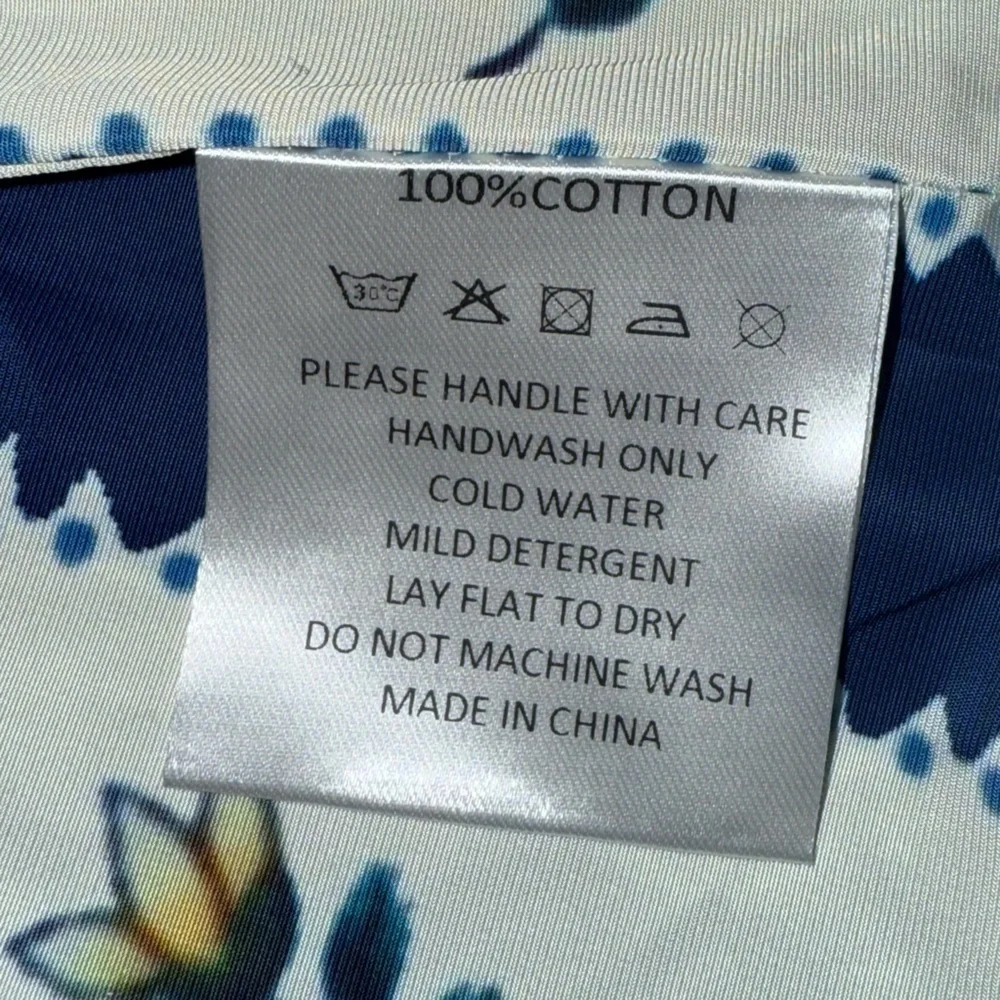 100%COTTON
30°C
PLEASE HANDLE WITH CARE
HANDWASH ONLY
COLD WATER
MILD DETERGENT
LAY FLAT TO DRY
DO NOT MACHINE WASH
MADE IN CHINA